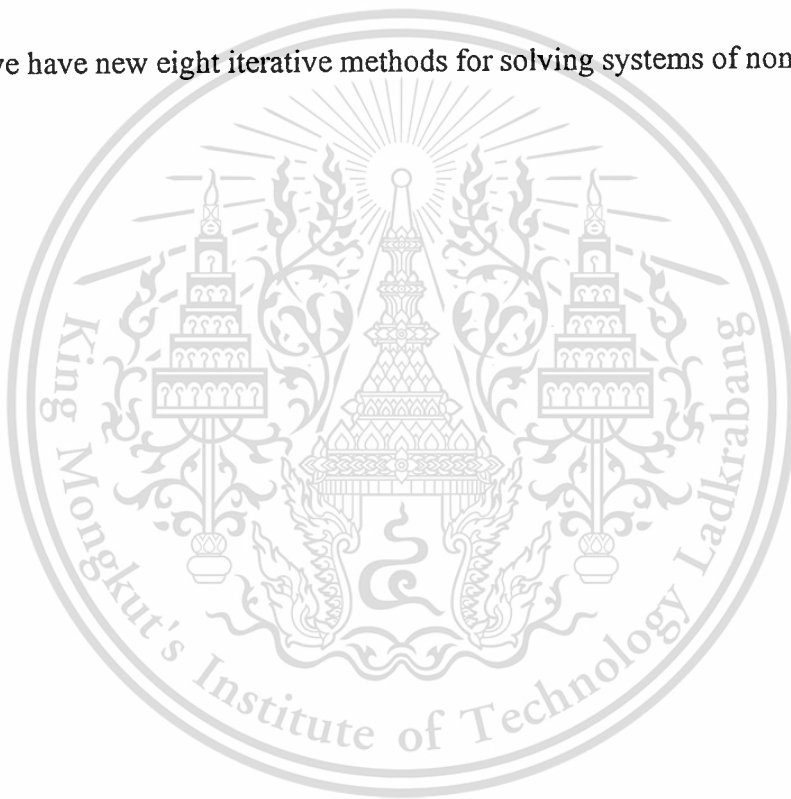 ve have new eight iterative methods for solving systems of non
King Mongkut's Institute of Technology Ladkrabang